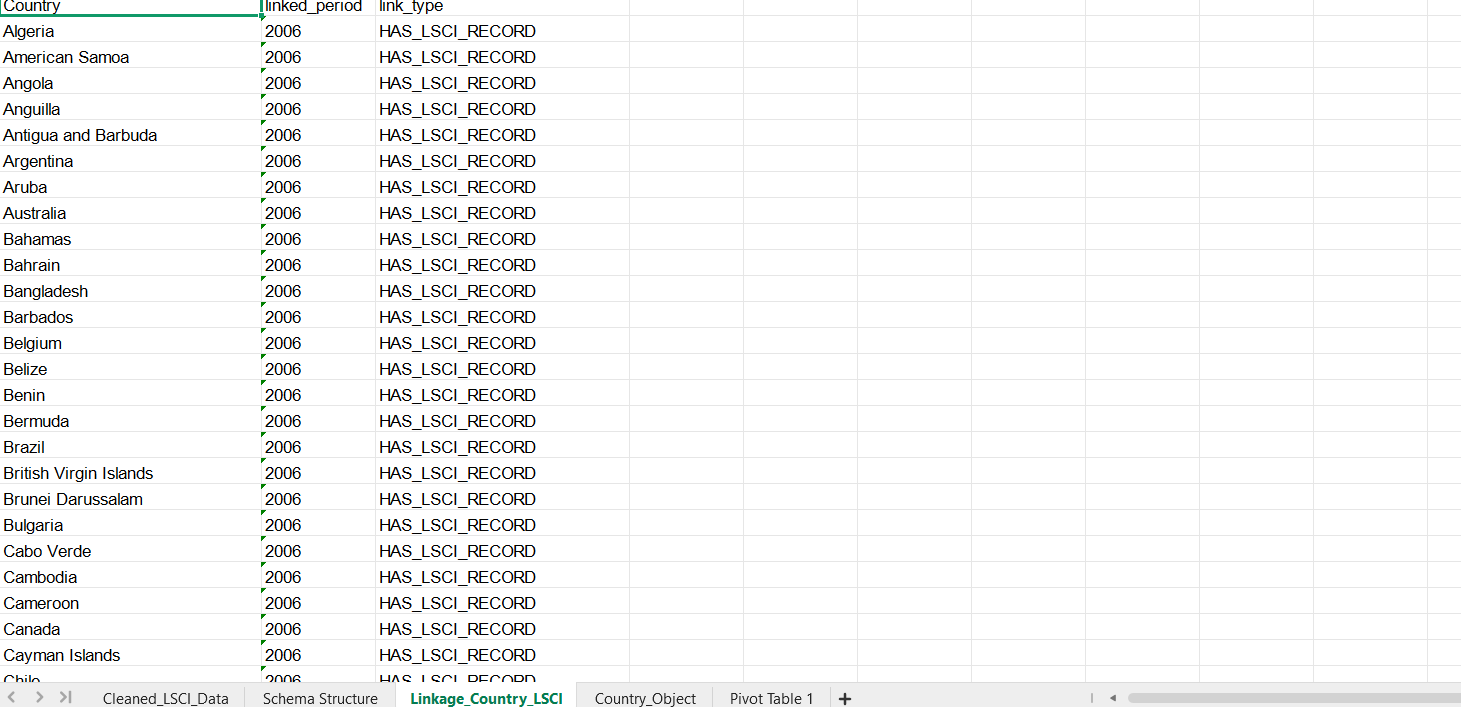 Country linked_period link_type
Algeria 2006 HAS_LSCI_RECORD
American Samoa 2006 HAS_LSCI_RECORD
Angola 2006 HAS_LSCI_RECORD
Anguilla 2006 HAS_LSCI_RECORD
Antigua and Barbuda 2006 HAS_LSCI_RECORD
Argentina 2006 HAS_LSCI_RECORD
Aruba 2006 HAS_LSCI_RECORD
Australia 2006 HAS_LSCI_RECORD
Bahamas 2006 HAS_LSCI_RECORD
Bahrain 2006 HAS_LSCI_RECORD
Bangladesh 2006 HAS_LSCI_RECORD
Barbados 2006 HAS_LSCI_RECORD
Belgium 2006 HAS_LSCI_RECORD
Belize 2006 HAS_LSCI_RECORD
Benin 2006 HAS_LSCI_RECORD
Bermuda 2006 HAS_LSCI_RECORD
Brazil 2006 HAS_LSCI_RECORD
British Virgin Islands 2006 HAS_LSCI_RECORD
Brunei Darussalam 2006 HAS_LSCI_RECORD
Bulgaria 2006 HAS_LSCI_RECORD
Cabo Verde 2006 HAS_LSCI_RECORD
Cambodia 2006 HAS_LSCI_RECORD
Cameroon 2006 HAS_LSCI_RECORD
Canada 2006 HAS_LSCI_RECORD
Cayman Islands 2006 HAS_LSCI_RECORD
Chile 2006 HAS_LSCI_RECORD
Cleaned_LSCI_Data Schema Structure Linkage_Country_LSCI Country_Object Pivot Table 1